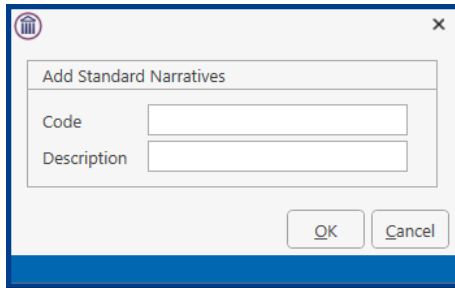 Add Standard Narratives
Code
Description
OK
Cancel